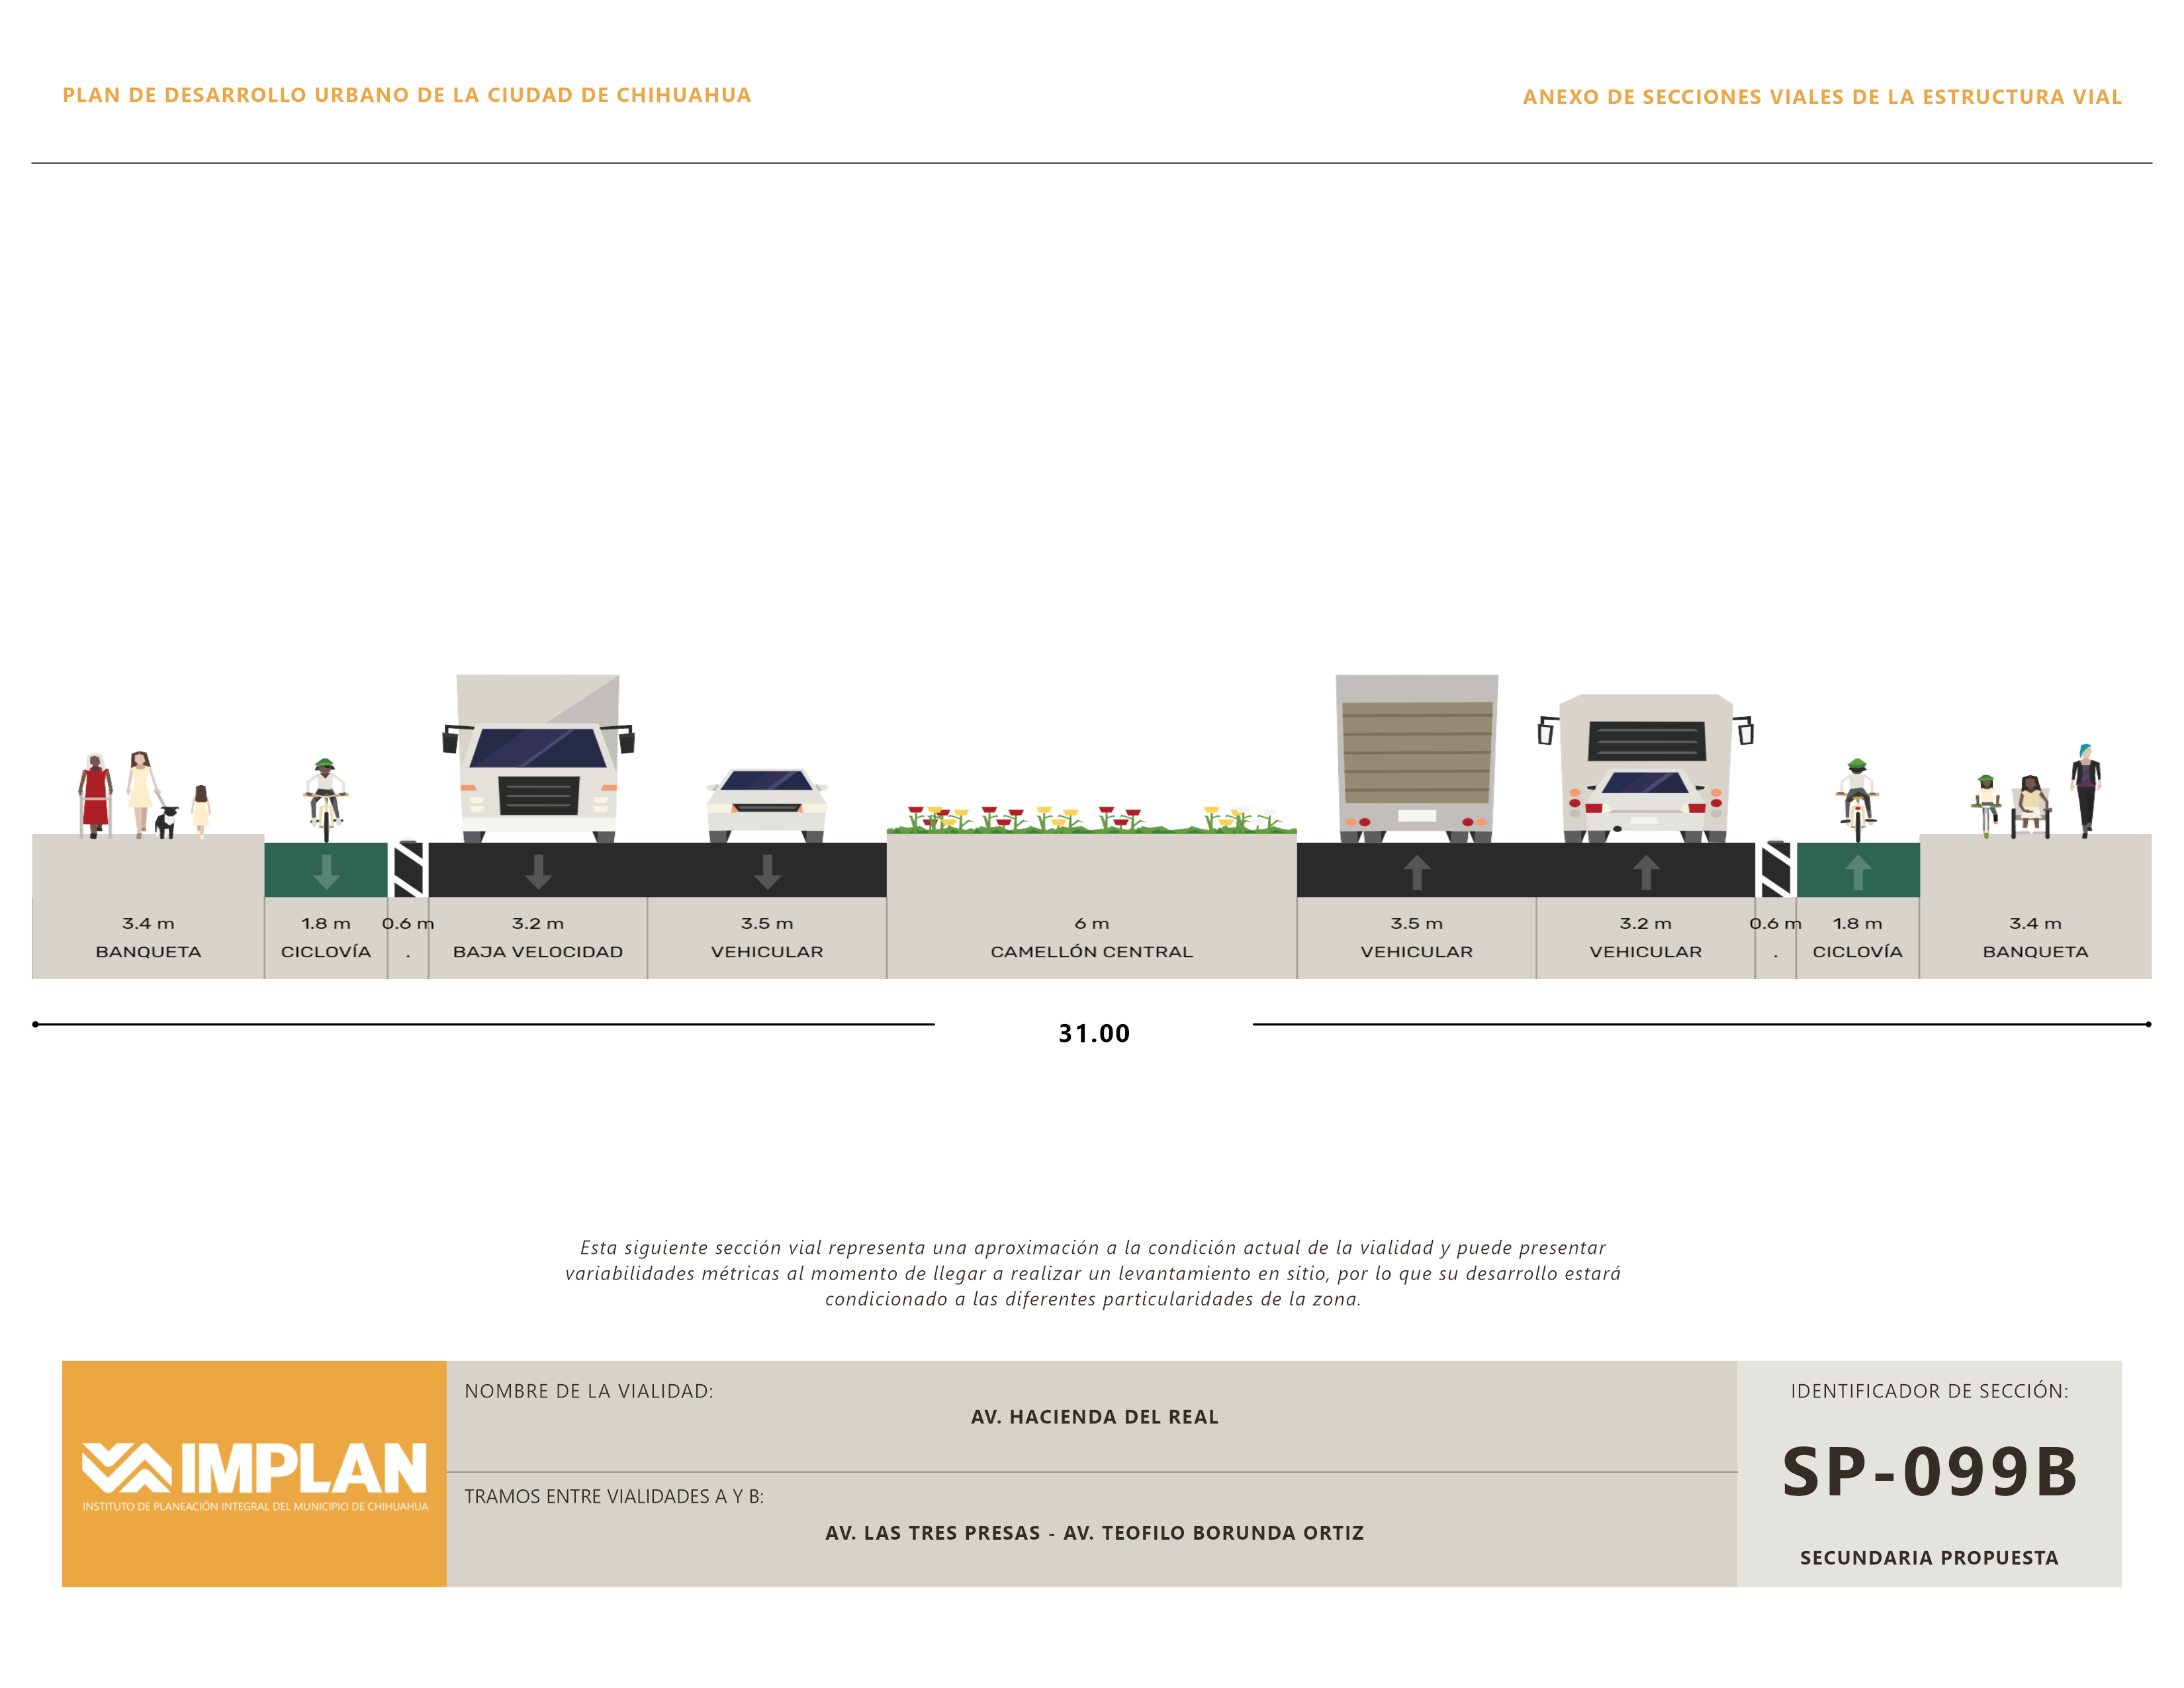 PLAN DE DESARROLLO URBANO DE LA CIUDAD DE CHIHUAHUA
ANEXO DE SECCIONES VIALES DE LA ESTRUCTURA VIAL
3.4 m
BANQUETA
1.8 m
CICLOVÍA
0.6 m
.
3.2 m
BAJA VELOCIDAD
3.5 m
VEHICULAR
6 m
CAMELLÓN CENTRAL
3.5 m
VEHICULAR
3.2 m
VEHICULAR
0.6 m
.
1.8 m
CICLOVÍA
3.4 m
BANQUETA
31.00
Esta siguiente sección vial representa una aproximación a la condición actual de la vialidad y puede presentar
variabilidades métricas al momento de llegar a realizar un levantamiento en sitio, por lo que su desarrollo estará
condicionado a las diferentes particularidades de la zona.
IMPLAN
INSTITUTO DE PLANEACIÓN INTEGRAL DEL MUNICIPIO DE CHIHUAHUA
NOMBRE DE LA VIALIDAD:
AV. HACIENDA DEL REAL
TRAMOS ENTRE VIALIDADES A Y B:
AV. LAS TRES PRESAS - AV. TEOFILO BORUNDA ORTIZ
IDENTIFICADOR DE SECCIÓN:
SP-099B
SECUNDARIA PROPUESTA